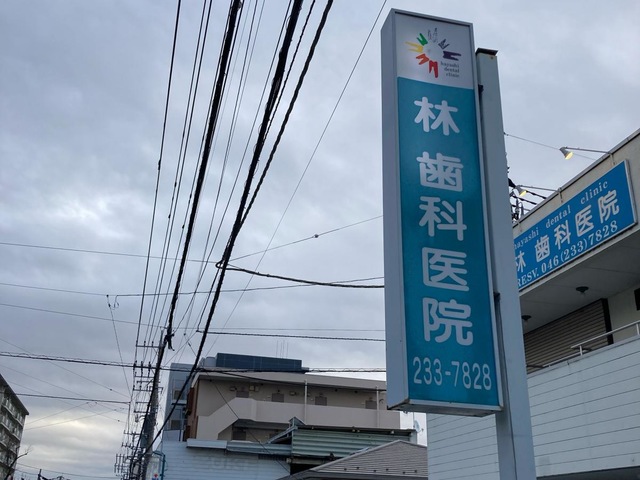 hayashi
dental
clinic
林歯科医院
233-7828
hayashi dental clinic
林歯科医院
RESV. 046(233)7828